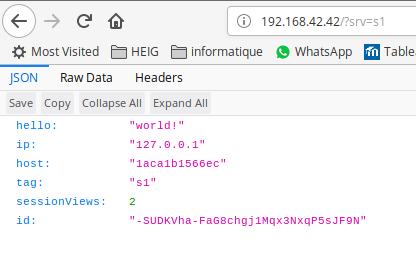 192.168.42.42/?srv=s1
Most Visited HEIG informatique WhatsApp Table
JSON Raw Data Headers
Save Copy Collapse All Expand All
hello: "world!"
ip: "127.0.0.1"
host: "1aca1b1566ec"
tag: "s1"
sessionViews: 2
id: "-SUDKVha-FaG8chgj1Mqx3NxqP5sJF9N"